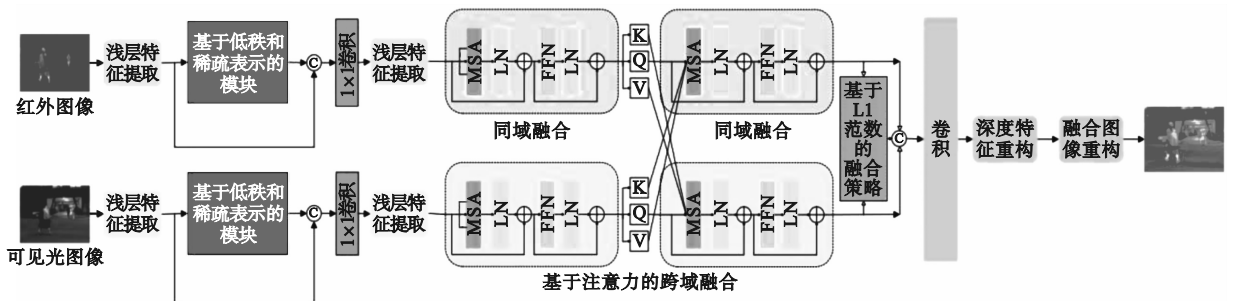 红外图像
浅层特
征提取
基于低秩和
稀疏表示的
模块
C
1×1卷积
浅层特
征提取
MSA
LN
FFN
LN
同域融合
K
Q
V
MSA
LN
FFN
LN
同域融合
可见光图像
浅层特
征提取
基于低秩和
稀疏表示的
模块
C
1×1卷积
浅层特
征提取
MSA
LN
FFN
LN
K
Q
V
MSA
LN
FFN
LN
基于注意力的跨域融合
基于
L1
范数
的
融合
策略
C
卷积
深度特
征重构
融合图
像重构